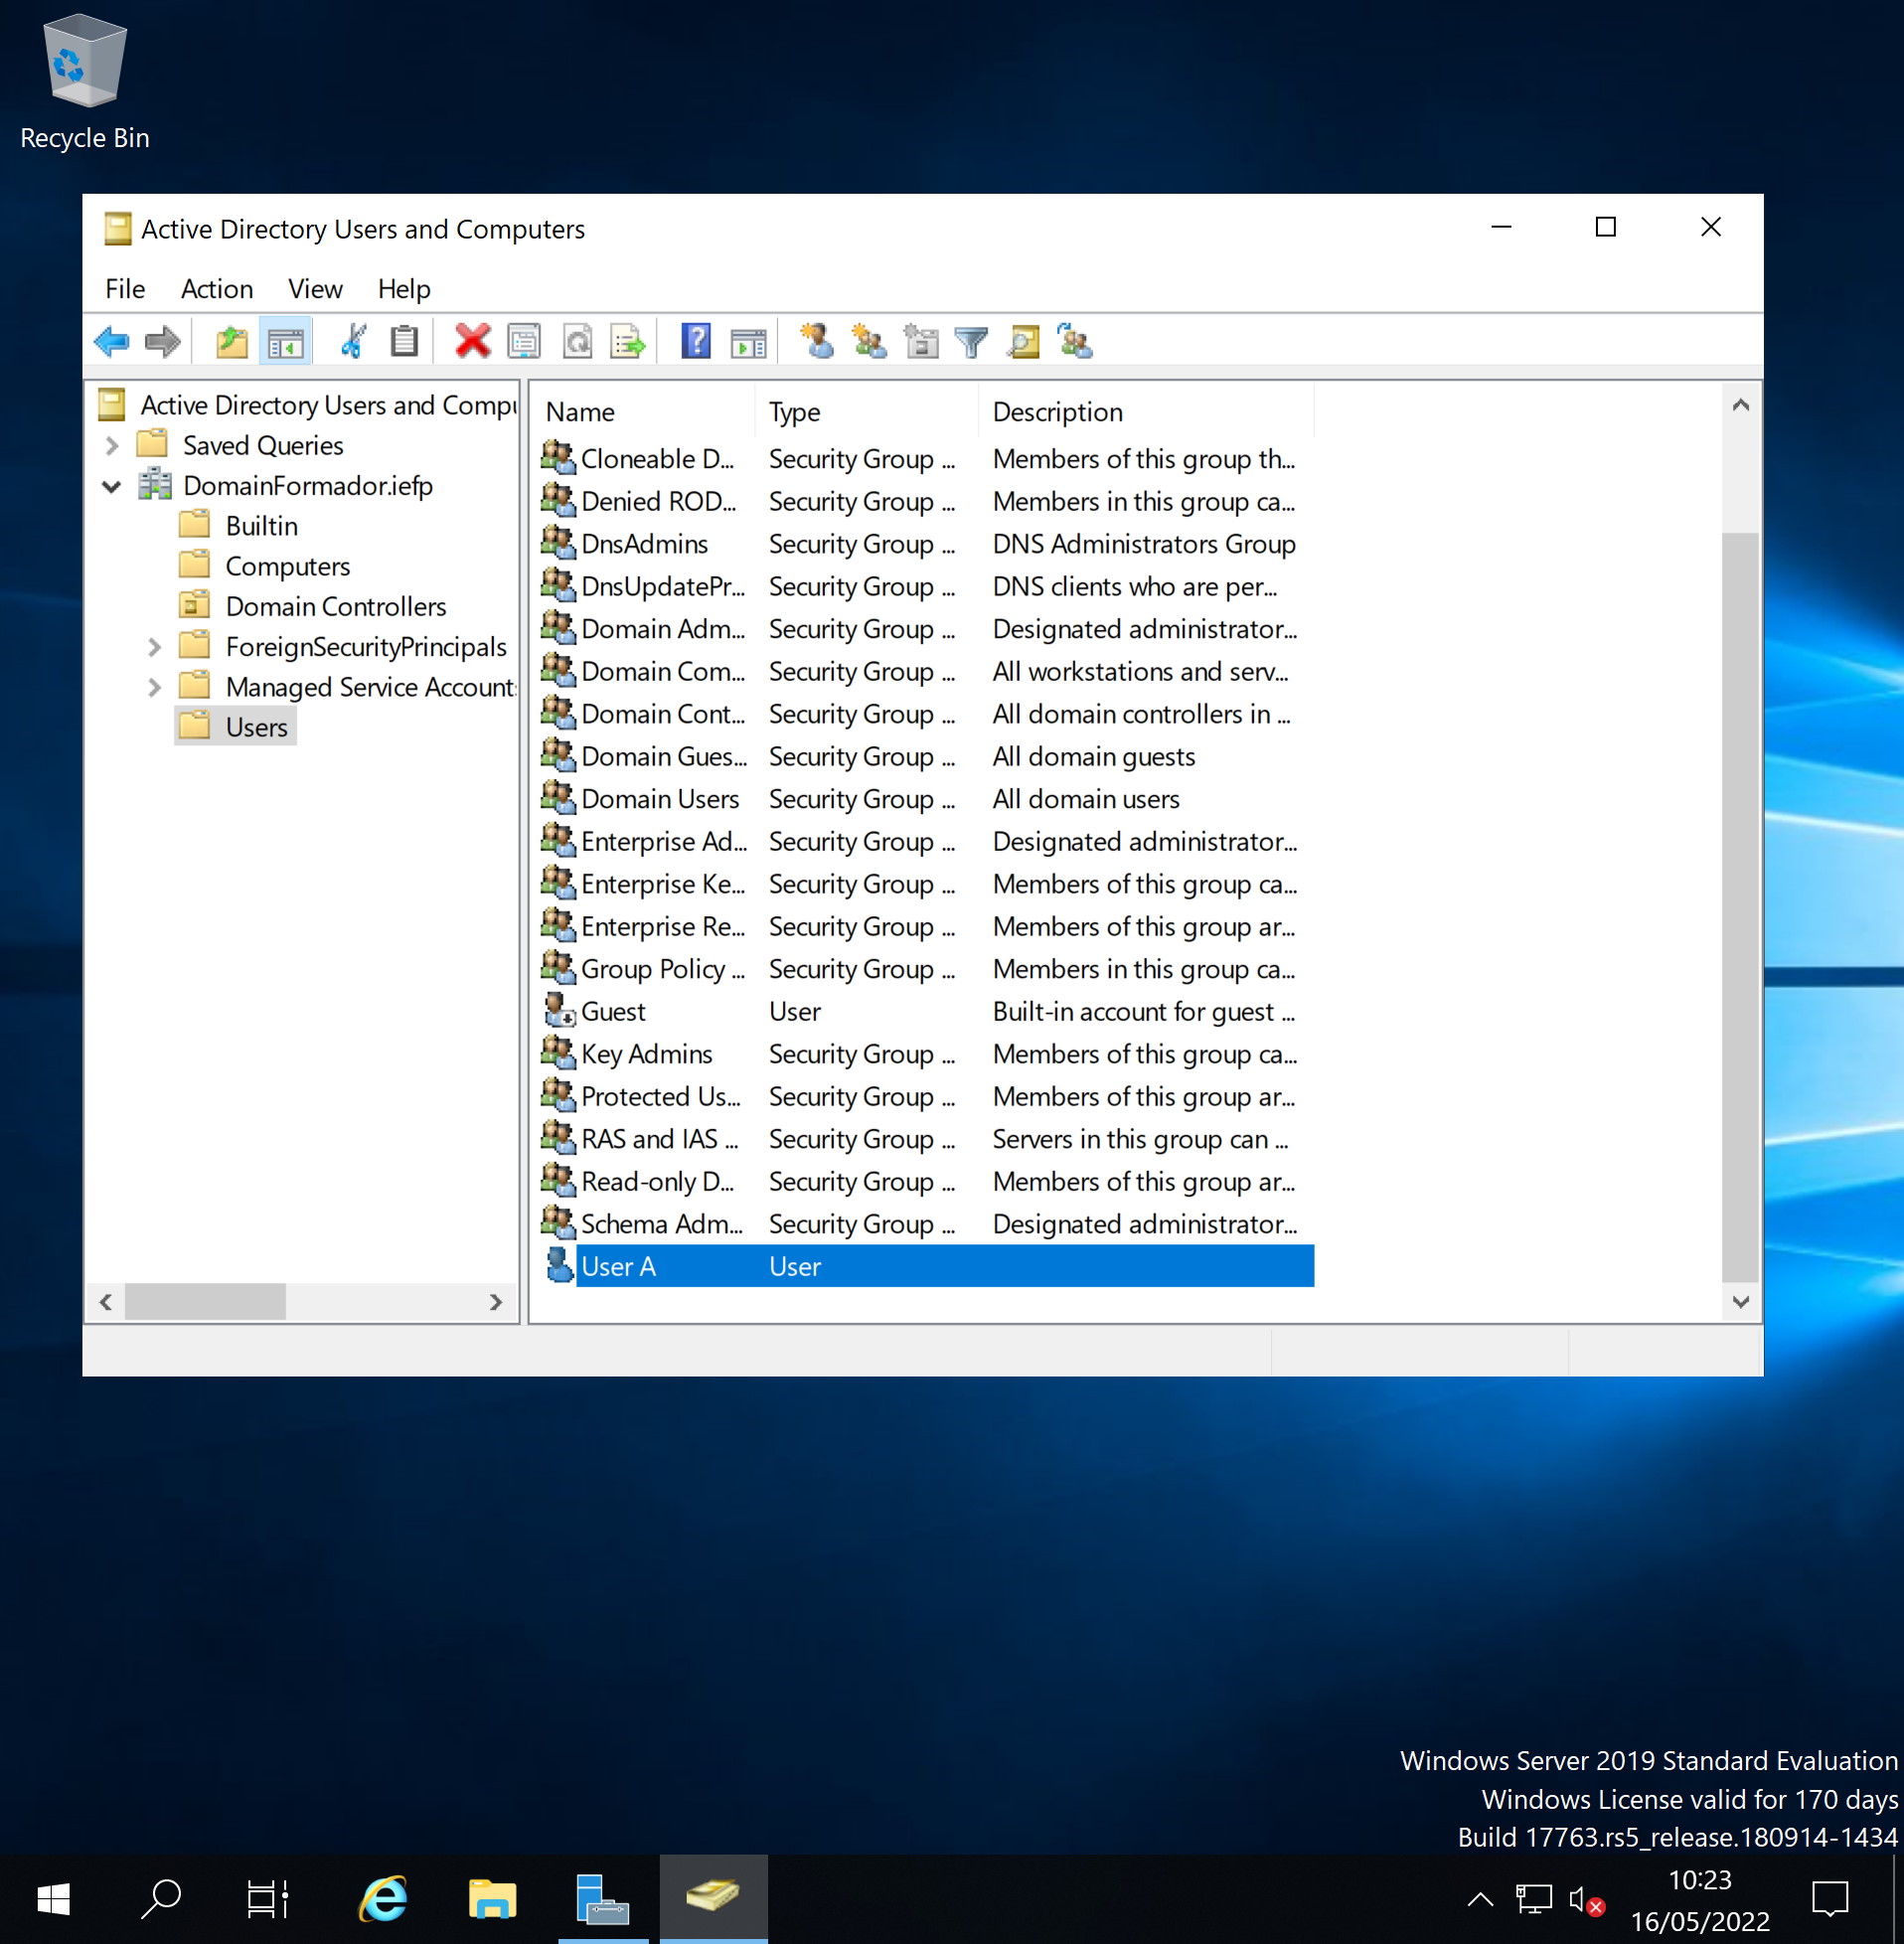 Recycle Bin
Active Directory Users and Computers
File Action View Help
Active Directory Users and Compu
Saved Queries
DomainFormador.iefp
Builtin
Computers
Domain Controllers
ForeignSecurityPrincipals
Managed Service Account
Users
Name Type Description
Cloneable D... Security Group ... Members of this group th...
Denied ROD... Security Group ... Members in this group ca...
DnsAdmins Security Group ... DNS Administrators Group
DnsUpdatePr... Security Group ... DNS clients who are per...
Domain Adm... Security Group ... Designated administrator...
Domain Com... Security Group ... All workstations and serv...
Domain Cont... Security Group ... All domain controllers in ...
Domain Gues... Security Group ... All domain guests
Domain Users Security Group ... All domain users
Enterprise Ad... Security Group ... Designated administrator...
Enterprise Ke... Security Group ... Members of this group ca...
Enterprise Re... Security Group ... Members of this group ar...
Group Policy ... Security Group ... Members in this group ca...
Guest User Built-in account for guest ...
Key Admins Security Group ... Members of this group ca...
Protected Us... Security Group ... Members of this group ar...
RAS and IAS ... Security Group ... Servers in this group can ...
Read-only D... Security Group ... Members of this group ar...
Schema Adm... Security Group ... Designated administrator...
User A User
Windows Server 2019 Standard Evaluation
Windows License valid for 170 days
Build 17763.rs5_release.180914-1434
10:23
16/05/2022